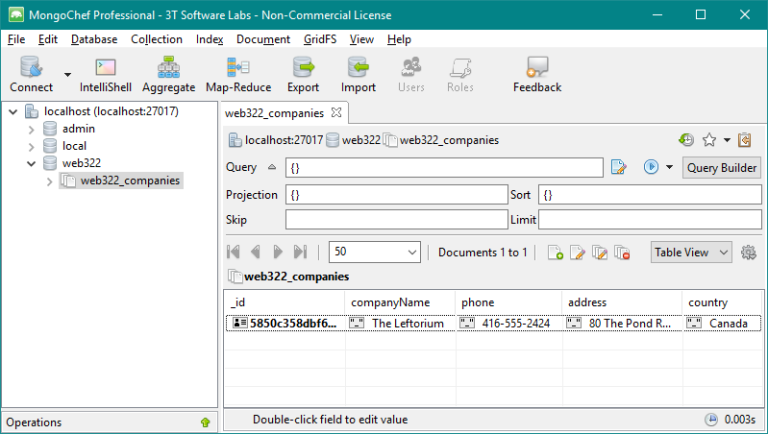 MongoChef Professional - 3T Software Labs - Non-Commercial License
File Edit Database Collection Index Document GridFS View Help
Connect IntelliShell Aggregate Map-Reduce Export Import Users Roles Feedback
localhost (localhost:27017)
admin
local
web322
web322_companies
Operations
web322_companies
localhost:27017 web322 web322_companies
Query {} Query Builder
Projection {} Sort {}
Skip Limit
50 Documents 1 to 1 Table View
web322_companies
_id companyName phone address country
5850c358dbf6... The Leftorium 416-555-2424 80 The Pond R... Canada
Double-click field to edit value 0.003s